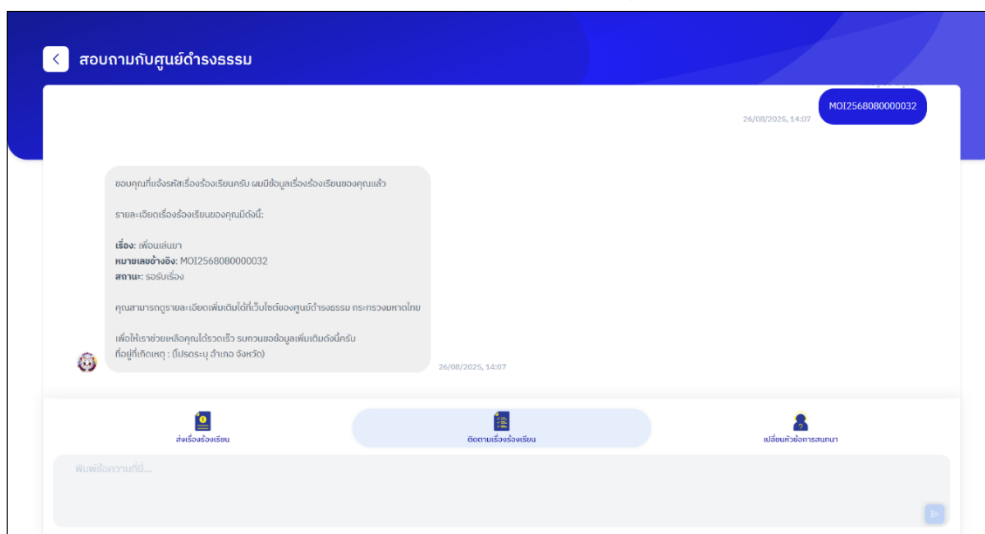 สอบถามกับศูนย์ดำรงธรรม
MOI2568080000032
26/08/2025, 14:07
ขอบคุณที่แจ้งรหัสเรื่องร้องเรียนครับ ผมมีข้อมูลเรื่องร้องเรียนของคุณแล้ว
รายละเอียดเรื่องร้องเรียนของคุณมีดังนี้:
เรื่อง: เพื่อนเล่นยา
หมายเลขอ้างอิง: MOI2568080000032
สถานะ: รอรับเรื่อง
คุณสามารถดูรายละเอียดเพิ่มเติมได้ที่เว็บไซต์ของศูนย์ดำรงธรรม กระทรวงมหาดไทย
เพื่อให้เราช่วยเหลือคุณได้รวดเร็ว รบกวนขอข้อมูลเพิ่มเติมดังนี้ครับ
ที่อยู่ที่เกิดเหตุ : (โปรดระบุ อำเภอ จังหวัด)
26/08/2025, 14:07
ส่งเรื่องร้องเรียน
ติดตามเรื่องร้องเรียน
เปลี่ยนหัวข้อการสนทนา
พิมพ์ข้อความที่นี่...